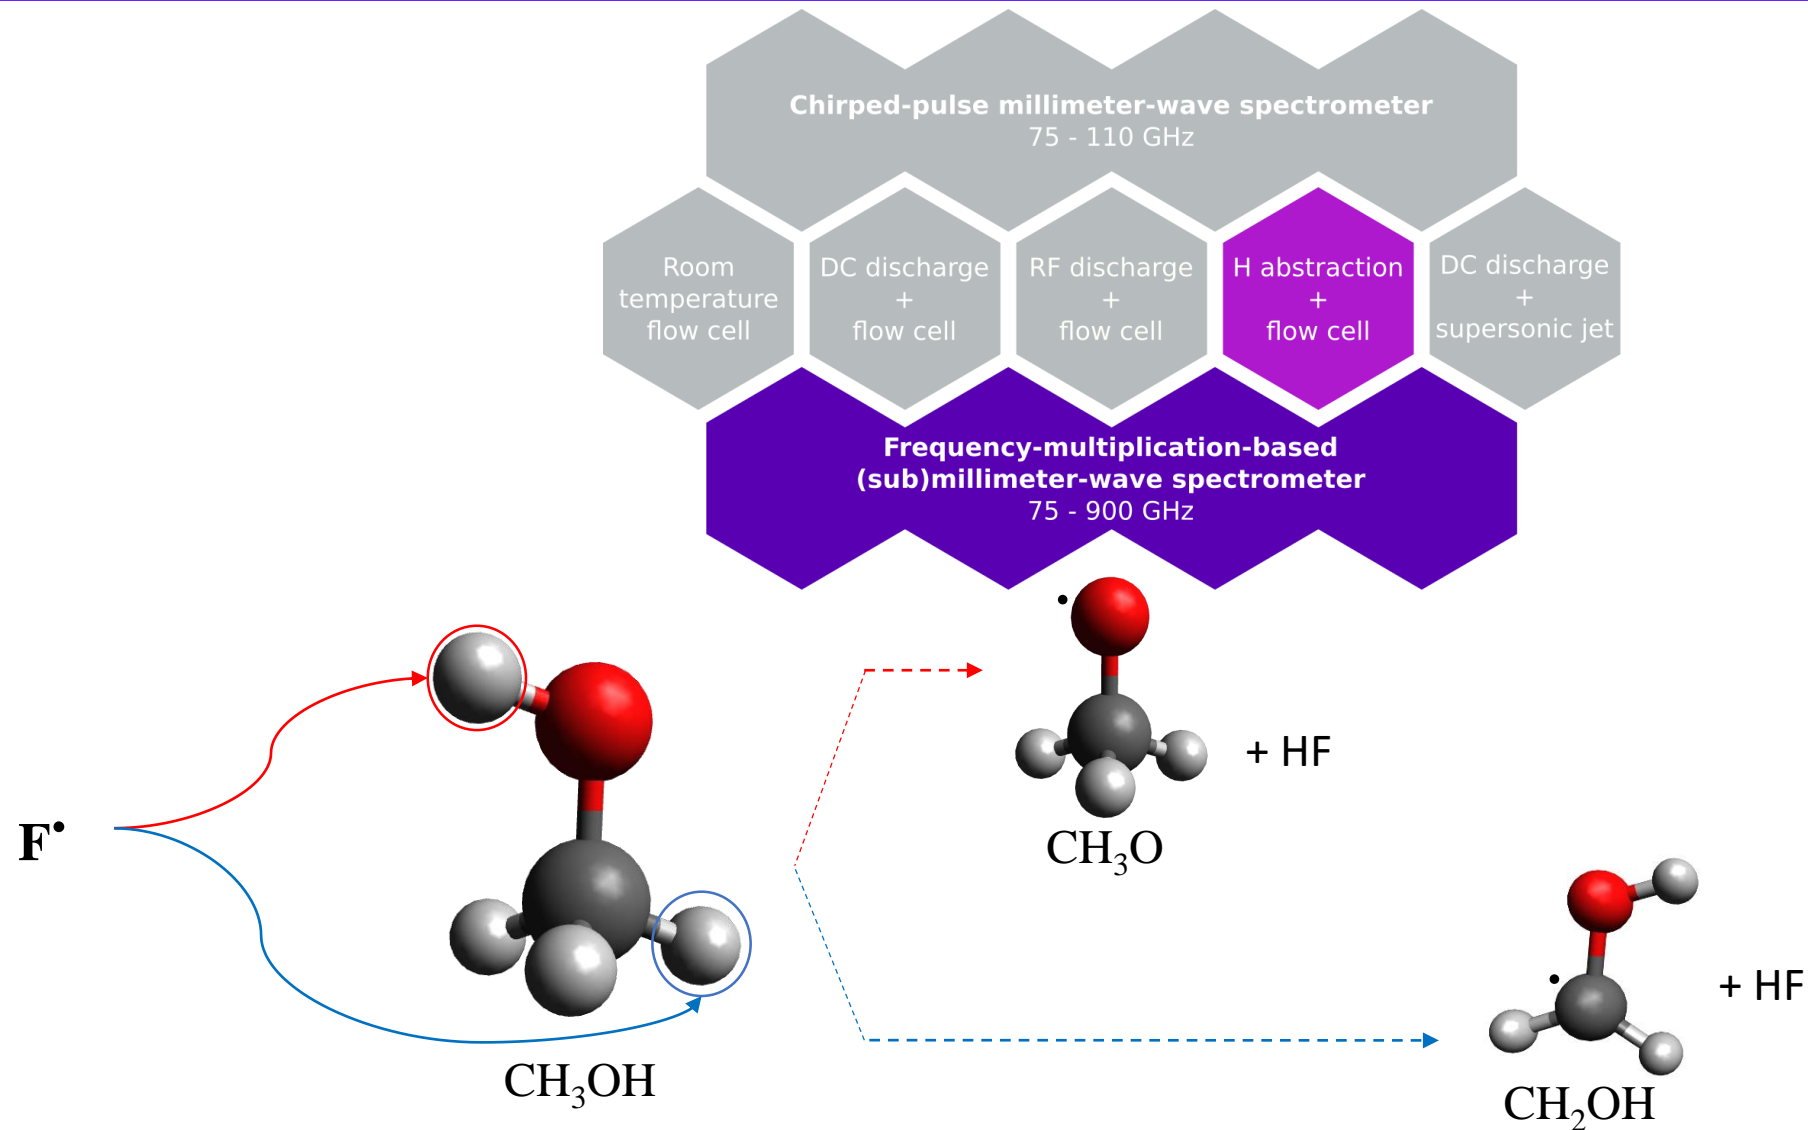 Chirped-pulse millimeter-wave spectrometer
75 - 110 GHz
Room
temperature
flow cell
DC discharge
+
flow cell
RF discharge
+
flow cell
H abstraction
+
flow cell
DC discharge
+
supersonic jet
Frequency-multiplication-based
(sub)millimeter-wave spectrometer
75 - 900 GHz
F•
CH₃OH
•
+ HF
CH₃O
•
+ HF
CH₂OH